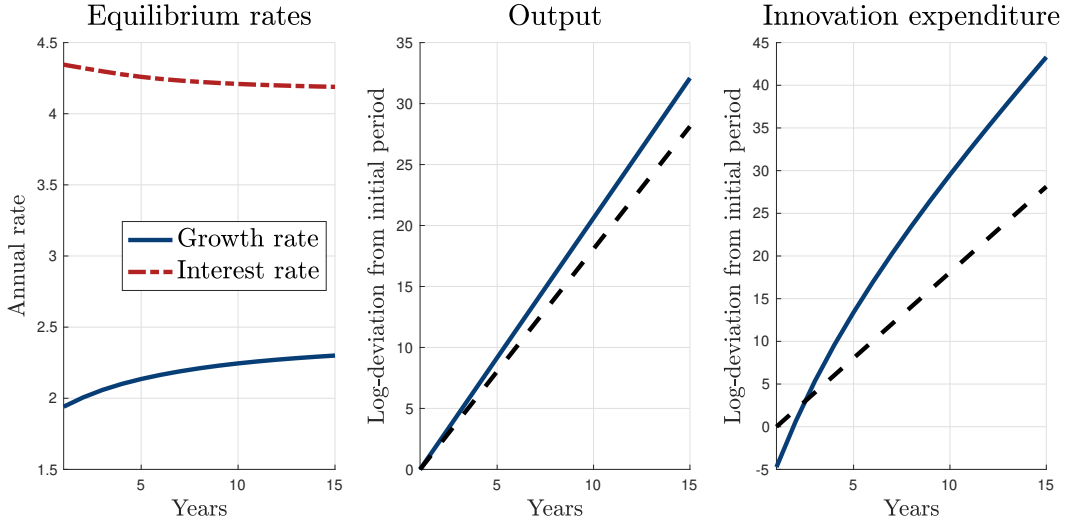 Equilibrium rates
Annual rate
4.5
4
3.5
3
2.5
2
1.5
Growth rate
Interest rate
5 10 15
Years
Output
Log-deviation from initial period
35
30
25
20
15
10
5
0
5 10 15
Years
Innovation expenditure
Log-deviation from initial period
45
40
35
30
25
20
15
10
5
0
-5
5 10 15
Years